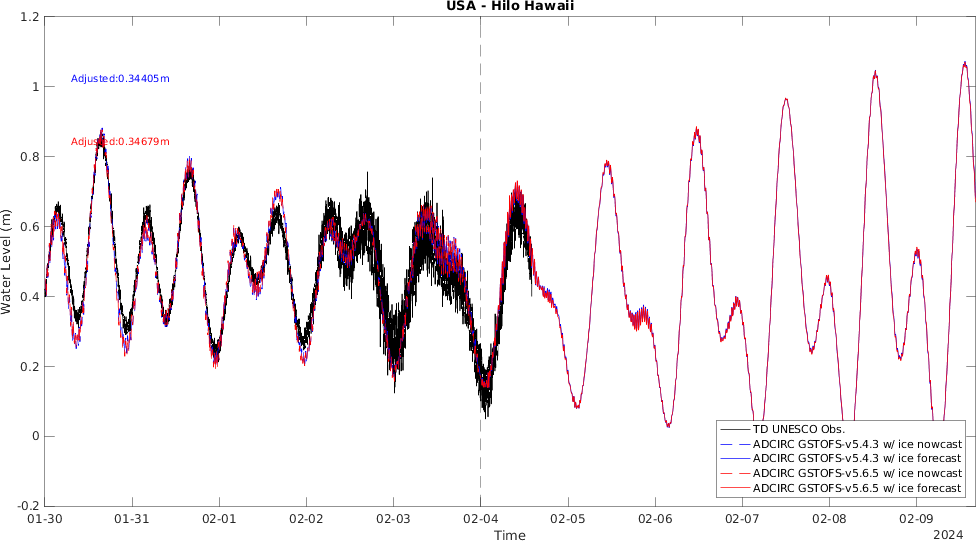 USA - Hilo Hawaii
1.2
1
0.8
0.6
0.4
0.2
0
-0.2
Water Level (m)
Adjusted:0.34405m
Adjusted:0.34679m
TD UNESCO Obs.
ADCIRC GSTOFS-v5.4.3 w/ ice nowcast
ADCIRC GSTOFS-v5.4.3 w/ ice forecast
ADCIRC GSTOFS-v5.6.5 w/ ice nowcast
ADCIRC GSTOFS-v5.6.5 w/ ice forecast
01-30 01-31 02-01 02-02 02-03 02-04 02-05 02-06 02-07 02-08 02-09
Time
2024